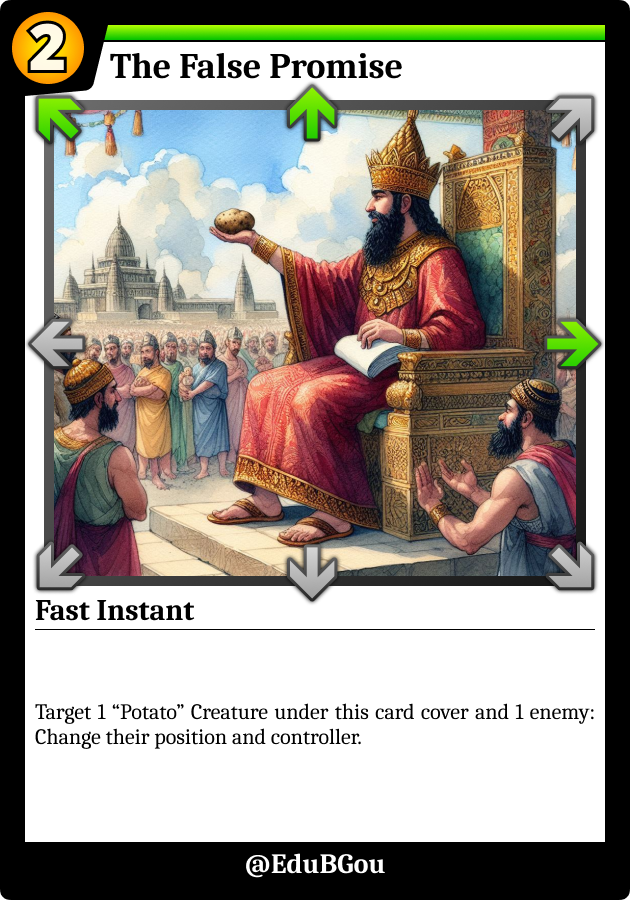 2
The False Promise
Fast Instant
Target 1 “Potato” Creature under this card cover and 1 enemy:
Change their position and controller.
@EduBGou